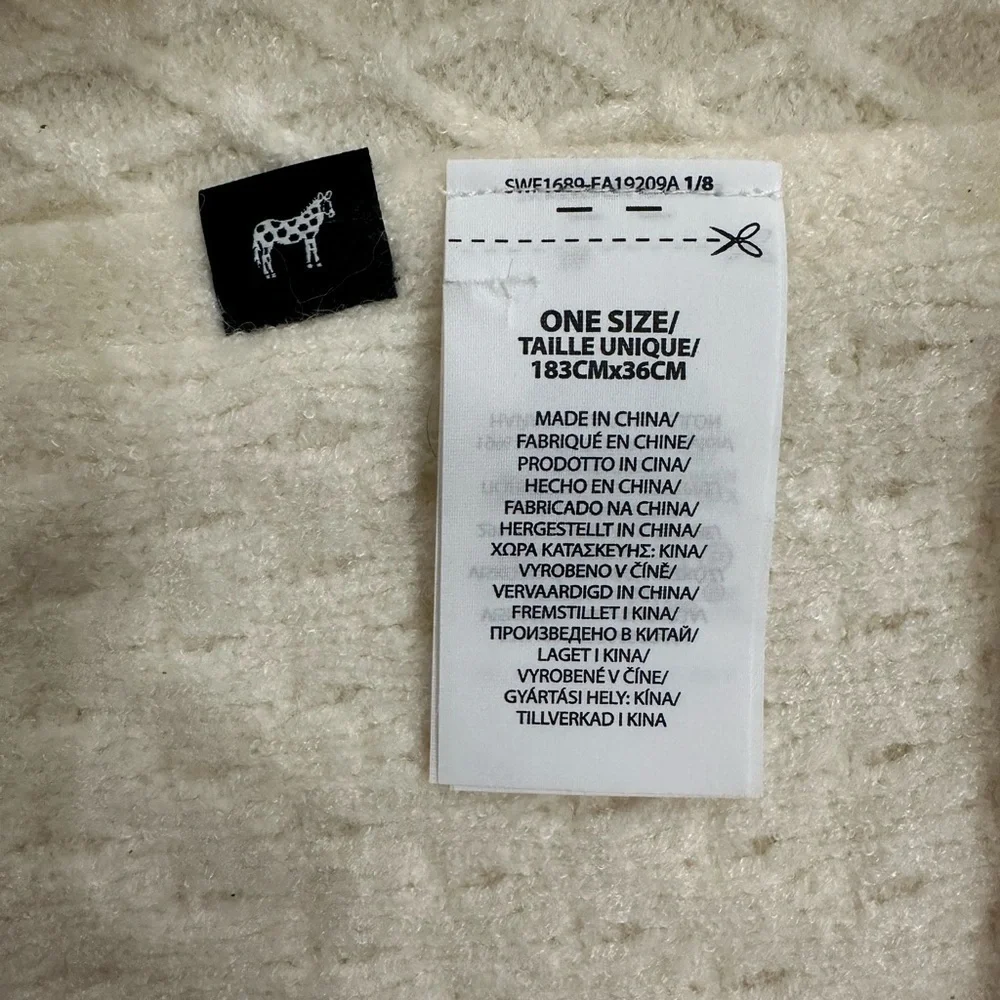 SWF1689-FA19209A 1/8
ONE SIZE/
TAILLE UNIQUE/
183CMx36CM
MADE IN CHINA/
FABRIQUÉ EN CHINE/
PRODOTTO IN CINA/
HECHO EN CHINA/
FABRICADO NA CHINA/
HERGESTELLT IN CHINA/
ΧΩΡΑ ΚΑΤΑΣΚΕΥΗΣ: ΚΙΝΑ/
VYROBENO V ČÍNĚ/
VERVAARDIGD IN CHINA/
FREMSTILLET I KINA/
ПРОИЗВЕДЕНО В КИТАЙ/
LAGET I KINA/
VYROBENÉ V ČÍNE/
GYÁRTÁSI HELY: KÍNA/
TILLVERKAD I KINA